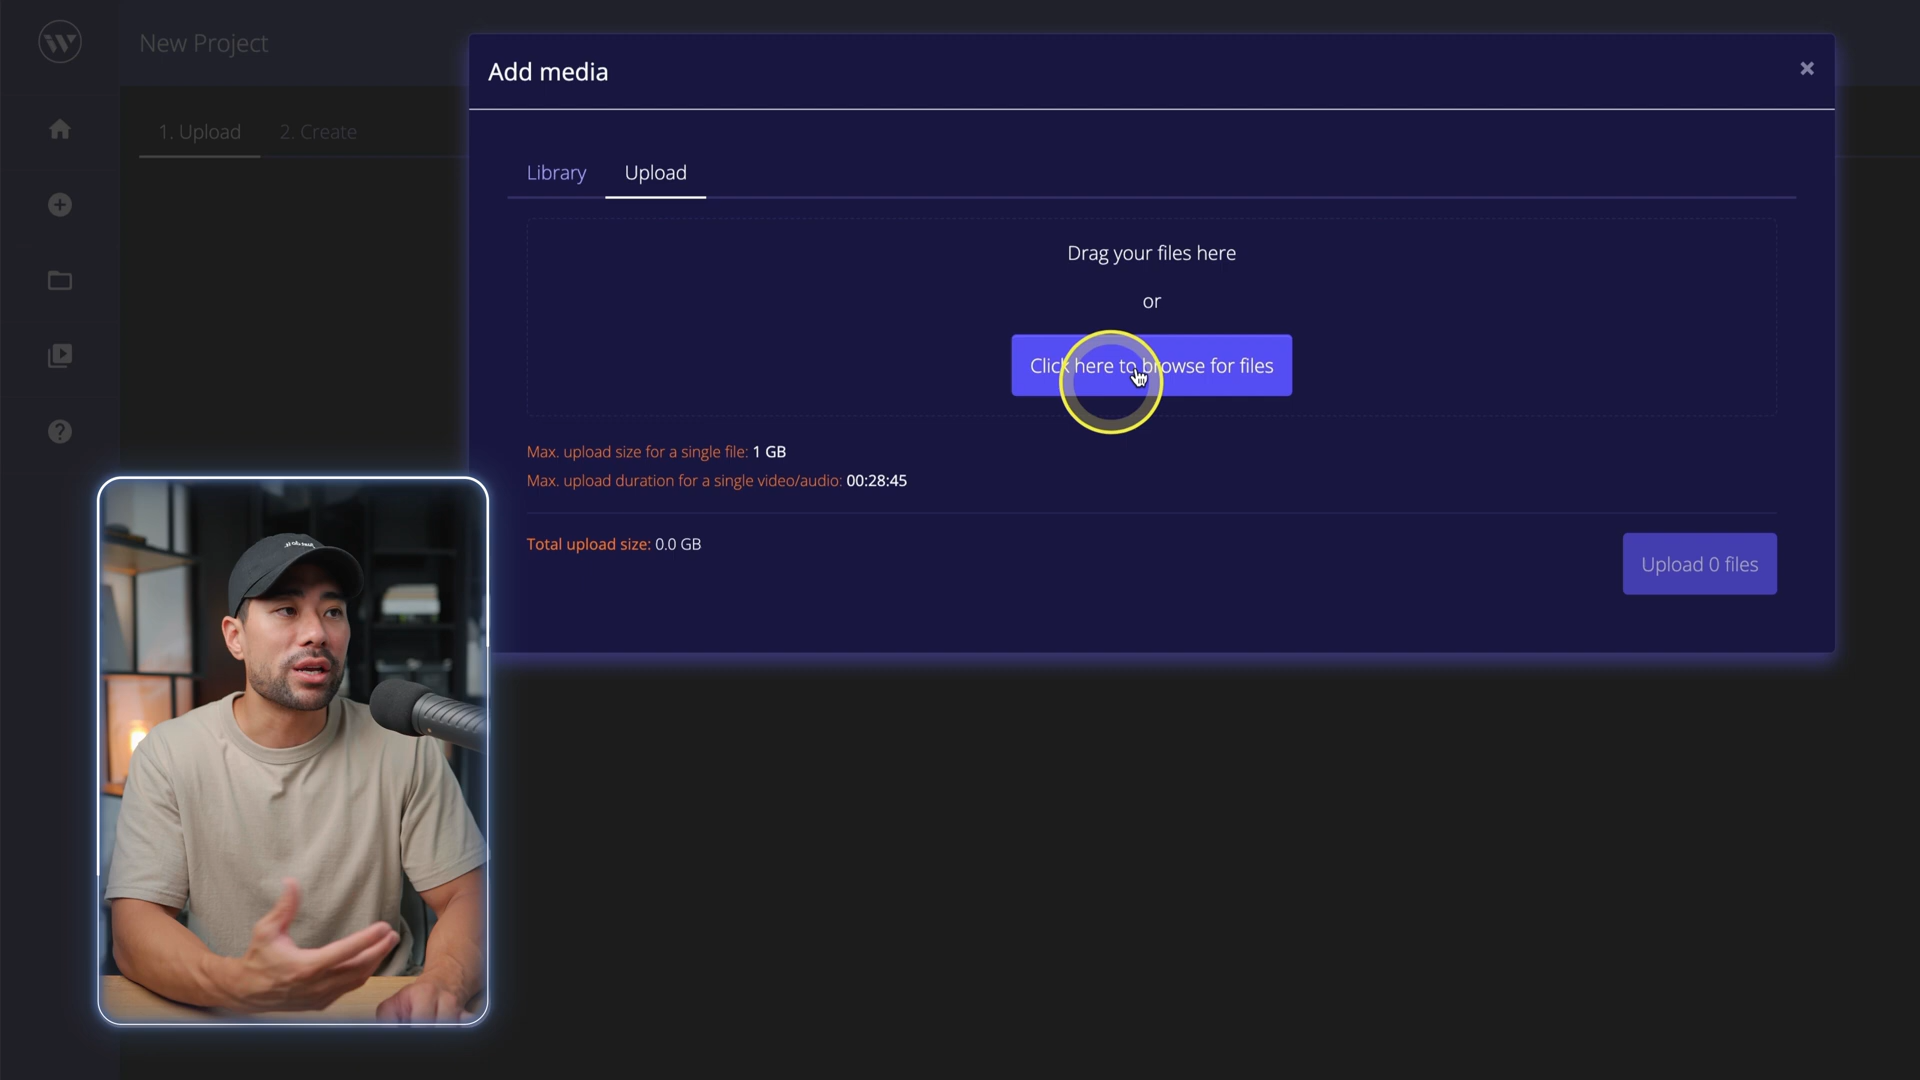 New Project
Add media
1. Upload
2. Create
Library
Upload
Drag your files here
or
Click here to browse for files
Max. upload size for a single file: 1 GB
Max. upload duration for a single video/audio: 00:28:45
Total upload size: 0.0 GB
Upload 0 files